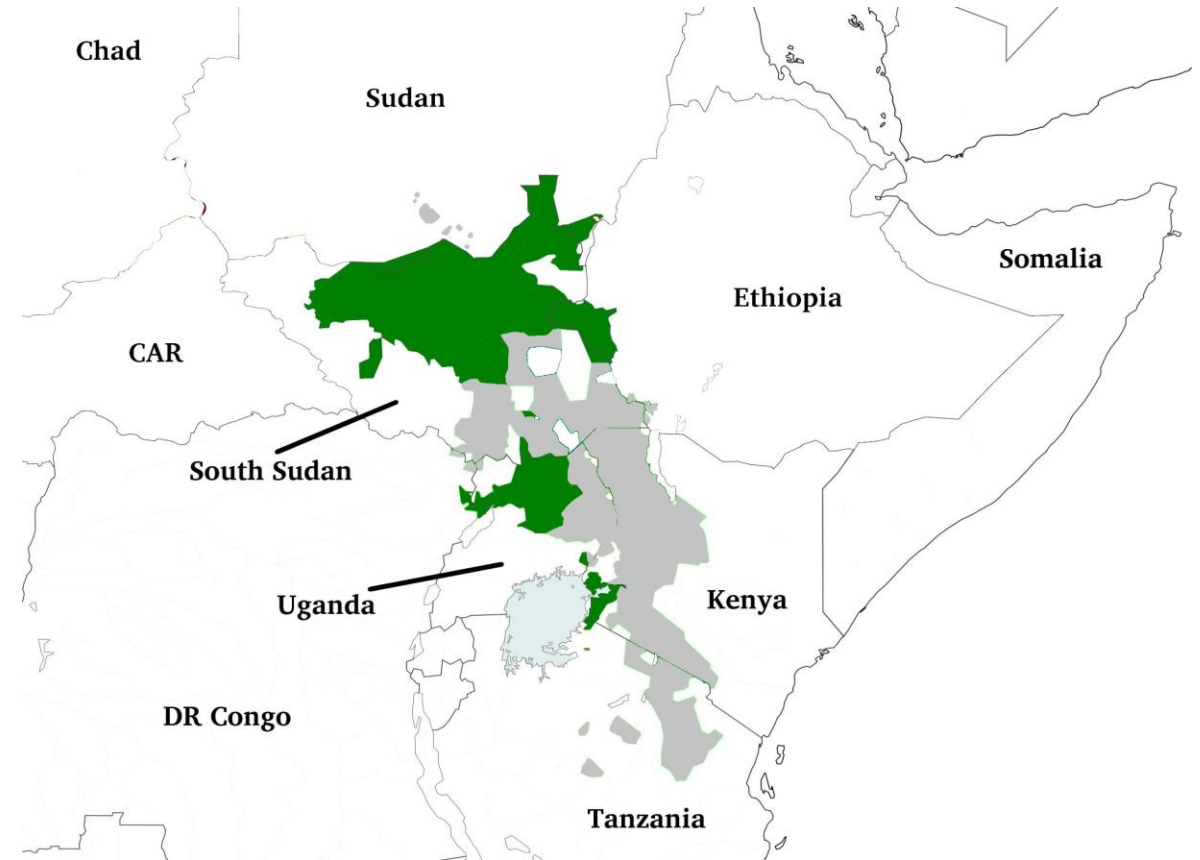 Chad
Sudan
Somalia
Ethiopia
CAR
South Sudan
Uganda
Kenya
DR Congo
Tanzania